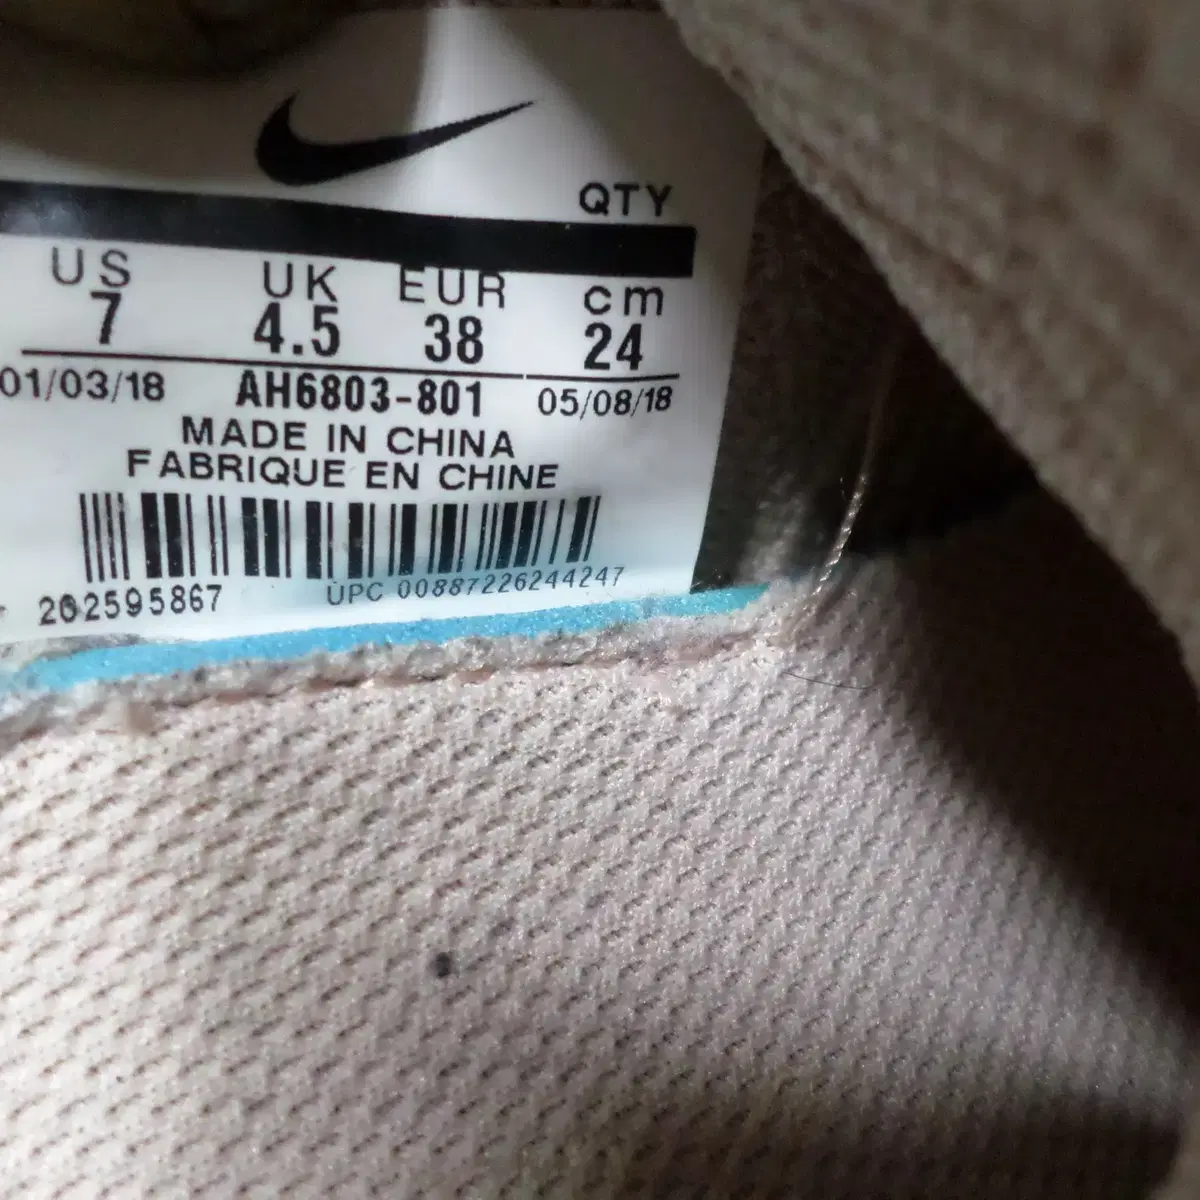 QTY
US UK EUR cm
7 4.5 38 24
01/03/18 AH6803-801 05/08/18
MADE IN CHINA
FABRIQUE EN CHINE
202595867 UPC 00887226244247